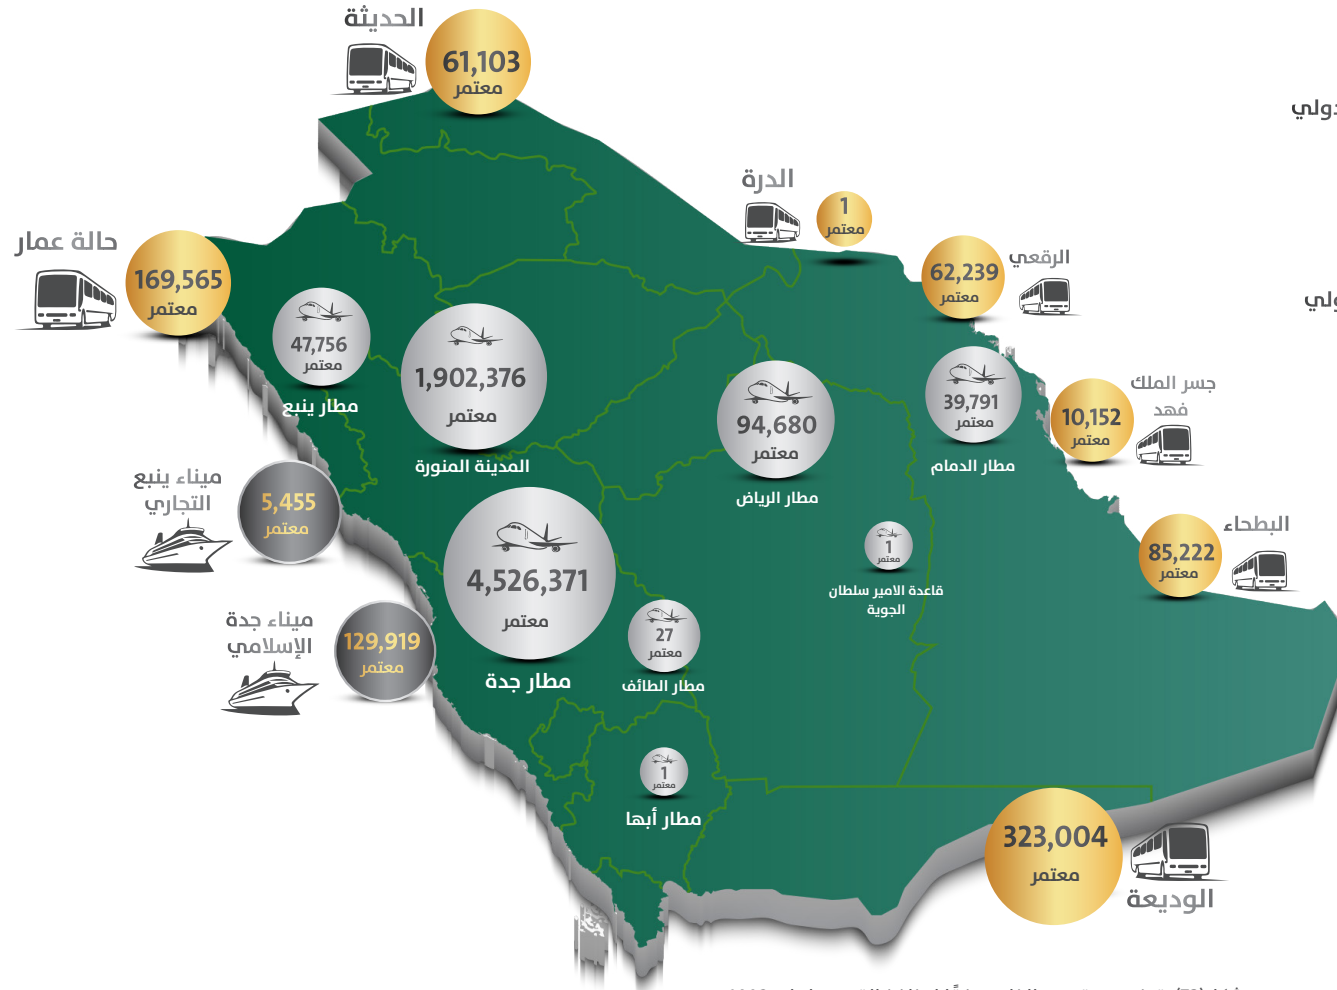 الحديثة
61,103
معتمر
دولي
الدرة
1
معتمر
حالة عمار
169,565
معتمر
الرقعي
62,239
معتمر
47,756
معتمر
مطار ينبع
1,902,376
معتمر
المدينة المنورة
94,680
معتمر
مطار الرياض
39,791
معتمر
مطار الدمام
جسر الملك
فهد
10,152
معتمر
ميناء ينبع
التجاري
5,455
معتمر
4,526,371
معتمر
مطار جدة
1
معتمر
قاعدة الامير سلطان
الجوية
البطحاء
85,222
معتمر
ميناء جدة
الإسلامي
129,919
معتمر
27
معتمر
مطار الطائف
1
معتمر
مطار أبها
323,004
معتمر
الوديعة